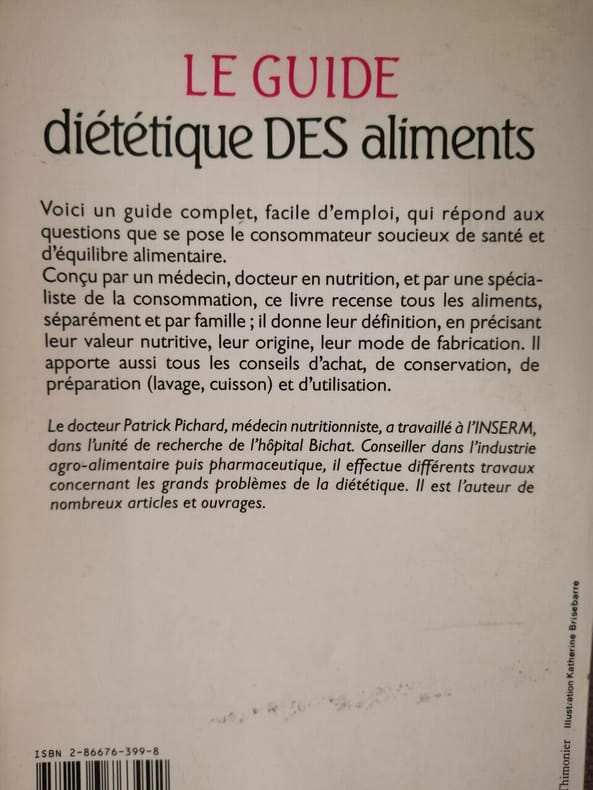 LE GUIDE
diététique DES aliments
Voici un guide complet, facile d'emploi, qui répond aux
questions que se pose le consommateur soucieux de santé et
d'équilibre alimentaire.
Conçu par un médecin, docteur en nutrition, et par une spécia-
liste de la consommation, ce livre recense tous les aliments,
séparément et par famille ; il donne leur définition, en précisant
leur valeur nutritive, leur origine, leur mode de fabrication. Il
apporte aussi tous les conseils d'achat, de conservation, de
préparation (lavage, cuisson) et d'utilisation.
Le docteur Patrick Pichard, médecin nutritionniste, a travaillé à l'INSERM,
dans l'unité de recherche de l'hôpital Bichat. Conseiller dans l'industrie
agro-alimentaire puis pharmaceutique, il effectue différents travaux
concernant les grands problèmes de la diététique. Il est l'auteur de
nombreux articles et ouvrages.
ISBN 2-86676-399-8
Illustration Katherine Brisebarre
Thimonier